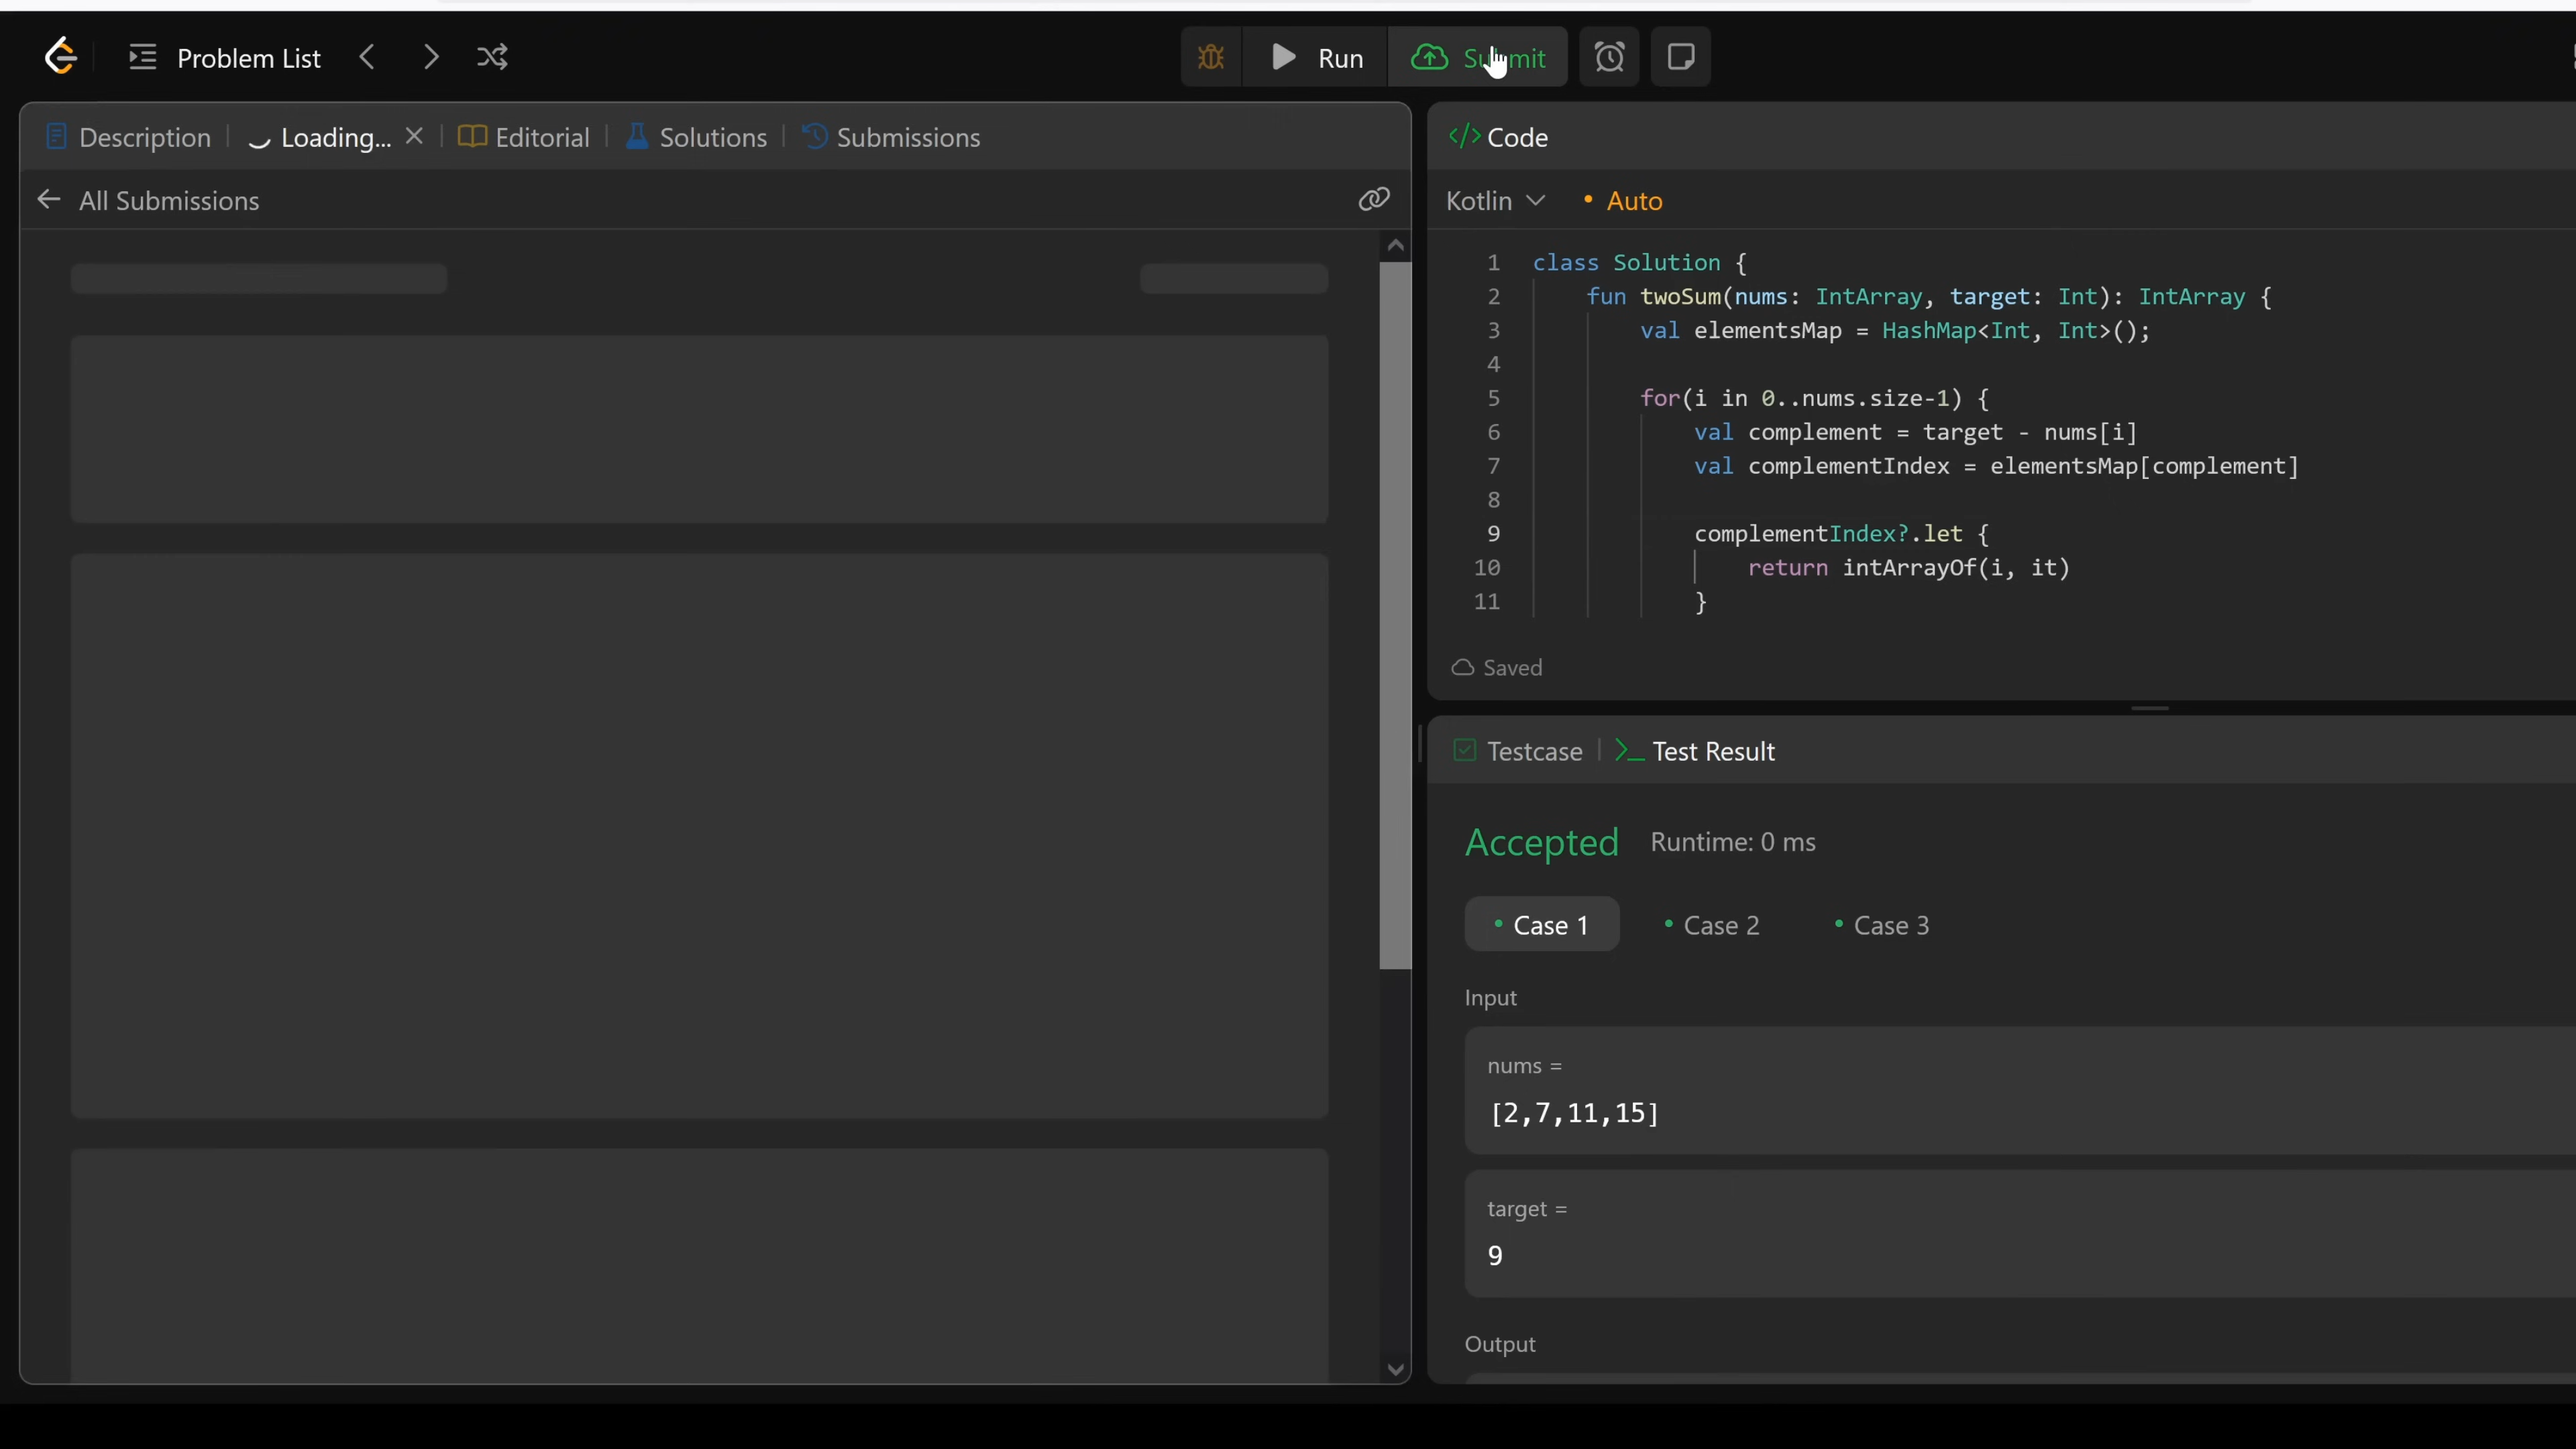 Problem List
Run
Submit
Description
Loading...
Editorial
Solutions
Submissions
All Submissions
Code
Kotlin
Auto
1 class Solution {
2 fun twoSum(nums: IntArray, target: Int): IntArray {
3 val elementsMap = HashMap<Int, Int>();
4
5 for(i in 0..nums.size-1) {
6 val complement = target - nums[i]
7 val complementIndex = elementsMap[complement]
8
9 complementIndex?.let {
10 return intArrayOf(i, it)
11 }
Saved
Testcase
Test Result
Accepted Runtime: 0 ms
Case 1 Case 2 Case 3
Input
nums =
[2,7,11,15]
target =
9
Output